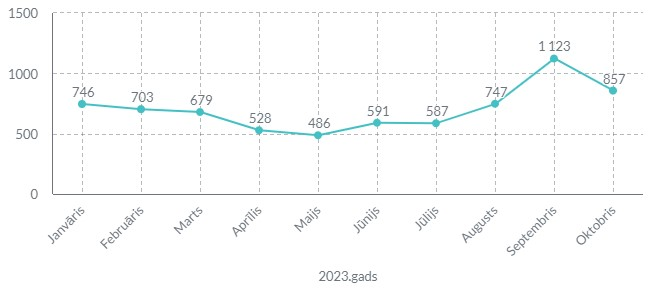 1500
1000
500
0
746
703
679
528
486
591
587
747
1 123
857
Janvāris
Februāris
Marts
Aprīlis
Maijs
Jūnijs
Jūlijs
Augusts
Septembris
Oktobris
2023.gads